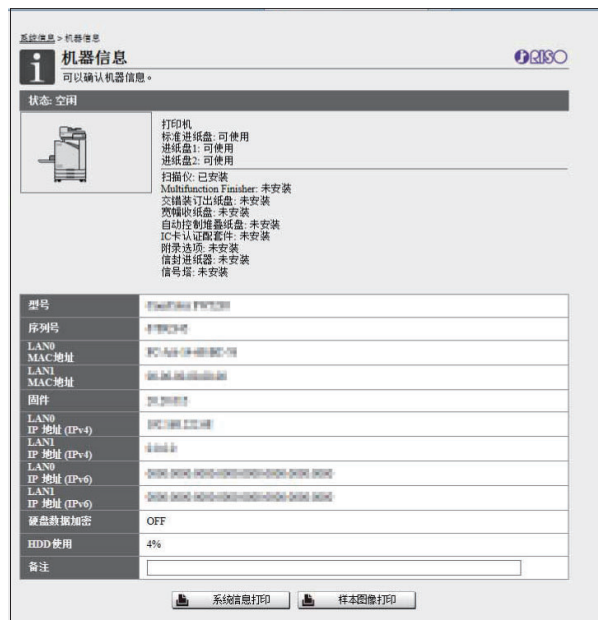 系统信息 > 机器信息
机器信息
RISO
可以确认机器信息。
状态: 空闲
打印机
标准进纸盘: 可使用
进纸盘1: 可使用
进纸盘2: 可使用
扫描仪: 已安装
Multifunction Finisher: 未安装
交错装订出纸盘: 未安装
宽幅收纸盘: 未安装
自动控制堆叠纸盘: 未安装
IC卡认证配套件: 未安装
附录选项: 未安装
信封进纸器: 未安装
信号塔: 未安装
型号
序列号
LAN0
MAC地址
LAN1
MAC地址
固件
LAN0
IP 地址 (IPv4)
LAN1
IP 地址 (IPv4)
LAN0
IP 地址 (IPv6)
LAN1
IP 地址 (IPv6)
硬盘数据加密 OFF
HDD使用 4%
备注
系统信息打印 样本图像打印